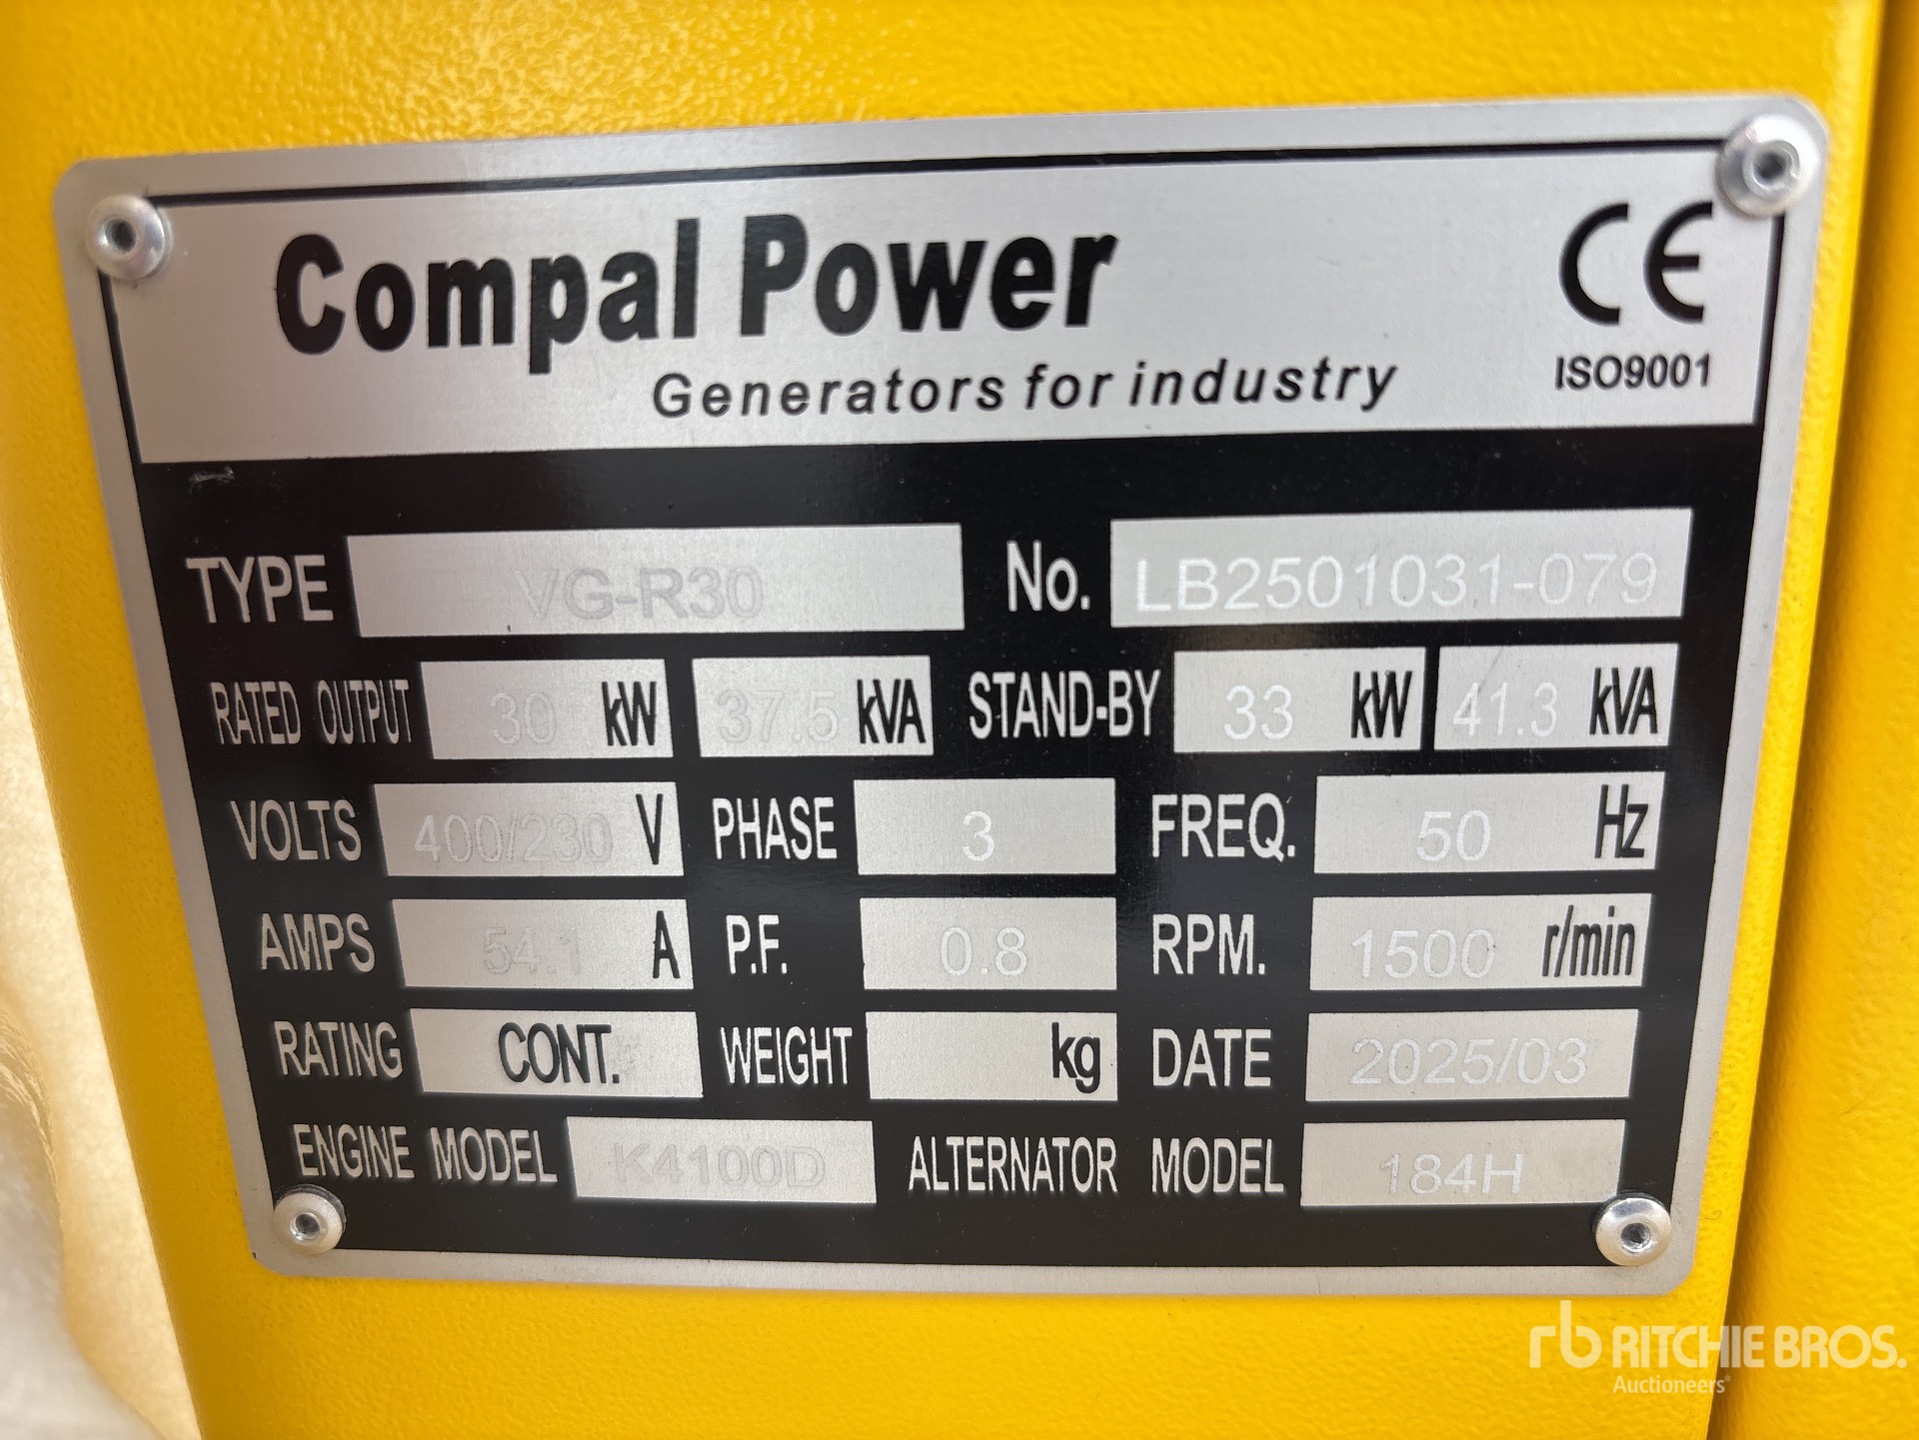 Compal Power
Generators for industry
CE
ISO9001
TYPE VG-R30 No. LB2501031-079
RATED OUTPUT 30 kW 37.5 kVA STAND-BY 33 kW 41.3 kVA
VOLTS 400/230 V PHASE 3 FREQ. 50 Hz
AMPS 54.1 A P.F. 0.8 RPM. 1500 r/min
RATING CONT. WEIGHT kg DATE 2025/03
ENGINE MODEL K4100D ALTERNATOR MODEL 184H
rb RITCHIE BROS.
Auctioneers